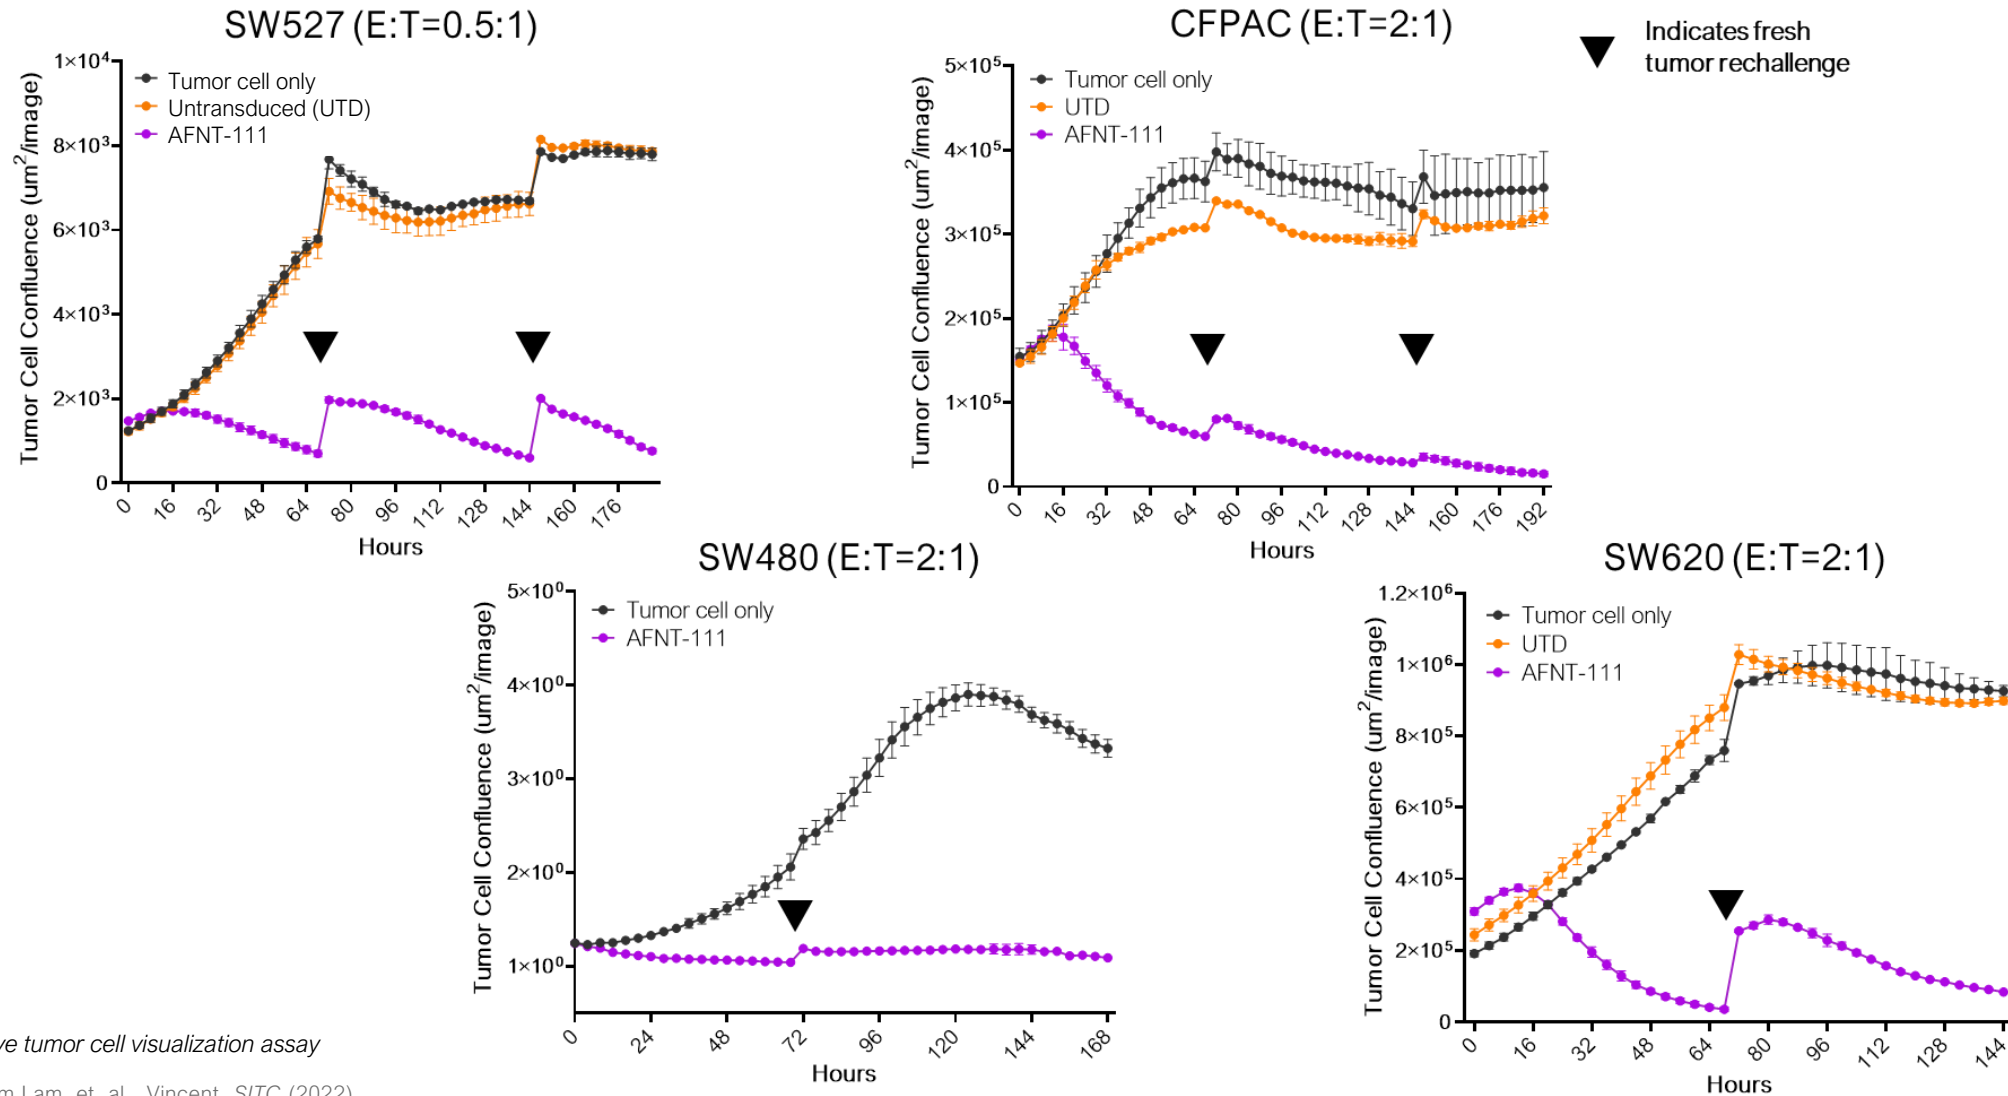 SW527 (E:T=0.5:1)
Tumor Cell Confluence (um²/image)
1×10⁴
8×10³
6×10³
4×10³
2×10³
0
Tumor cell only
Untransduced (UTD)
AFNT-111
0 16 32 48 64 80 96 112 128 144 160 176
Hours
CFPAC (E:T=2:1)
Tumor Cell Confluence (um²/image)
5×10⁵
4×10⁵
3×10⁵
2×10⁵
1×10⁵
0
Tumor cell only
UTD
AFNT-111
0 16 32 48 64 80 96 112 128 144 160 176 192
Hours
Indicates fresh
tumor rechallenge
SW480 (E:T=2:1)
Tumor Cell Confluence (um²/image)
5×10⁰
4×10⁰
3×10⁰
2×10⁰
1×10⁰
Tumor cell only
AFNT-111
0 24 48 72 96 120 144 168
Hours
SW620 (E:T=2:1)
Tumor Cell Confluence (um²/image)
1.2×10⁶
1×10⁶
8×10⁵
6×10⁵
4×10⁵
2×10⁵
0
Tumor cell only
UTD
AFNT-111
0 16 32 48 64 80 96 112 128 144
Hours
tumor cell visualization assay
Lam, et. al., Vincent, SITC (2022)